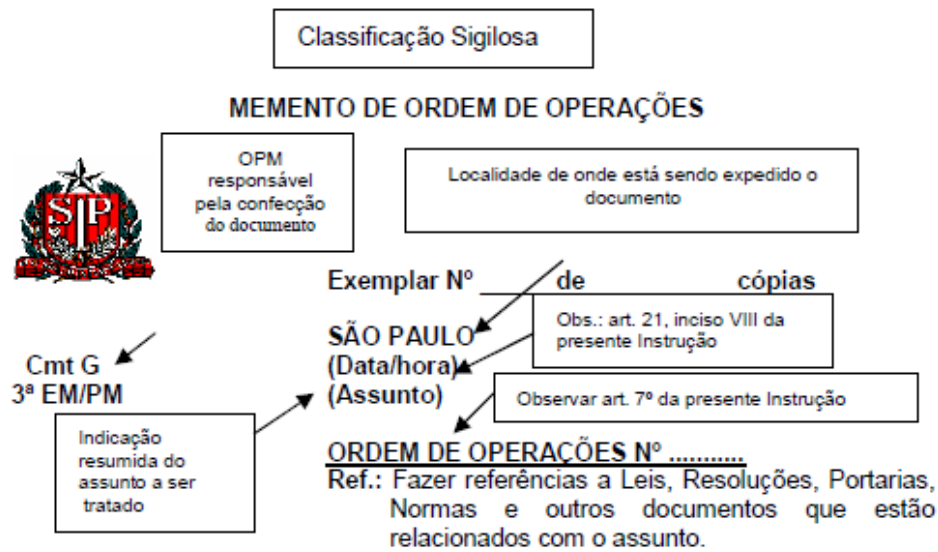 Classificação Sigilosa
MEMENTO DE ORDEM DE OPERAÇÕES
OPM
responsável
pela confecção
do documento
Localidade de onde está sendo expedido o
documento
SP
Exemplar Nº ______ de ______ cópias
Obs.: art. 21, inciso VIII da
presente Instrução
SÃO PAULO
(Data/hora)
(Assunto)
Cmt G
3ª EM/PM
Observar art. 7º da presente Instrução
Indicação
resumida do
assunto a ser
tratado
ORDEM DE OPERAÇÕES Nº ...........
Ref.: Fazer referências a Leis, Resoluções, Portarias,
Normas e outros documentos que estão
relacionados com o assunto.